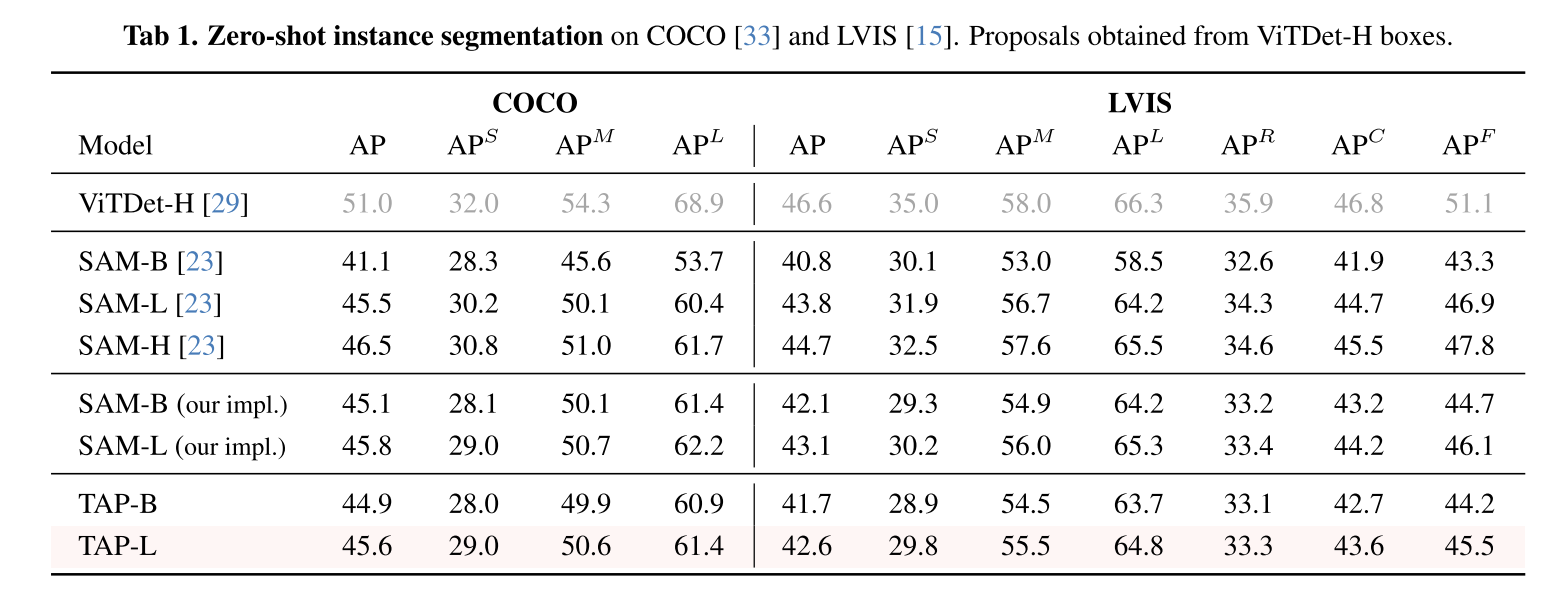 Tab 1. Zero-shot instance segmentation on COCO [33] and LVIS [15]. Proposals obtained from ViTDet-H boxes.
COCO LVIS
Model AP AP^S AP^M AP^L AP AP^S AP^M AP^L AP^R AP^C AP^F
ViTDet-H [29] 51.0 32.0 54.3 68.9 46.6 35.0 58.0 66.3 35.9 46.8 51.1
SAM-B [23] 41.1 28.3 45.6 53.7 40.8 30.1 53.0 58.5 32.6 41.9 43.3
SAM-L [23] 45.5 30.2 50.1 60.4 43.8 31.9 56.7 64.2 34.3 44.7 46.9
SAM-H [23] 46.5 30.8 51.0 61.7 44.7 32.5 57.6 65.5 34.6 45.5 47.8
SAM-B (our impl.) 45.1 28.1 50.1 61.4 42.1 29.3 54.9 64.2 33.2 43.2 44.7
SAM-L (our impl.) 45.8 29.0 50.7 62.2 43.1 30.2 56.0 65.3 33.4 44.2 46.1
TAP-B 44.9 28.0 49.9 60.9 41.7 28.9 54.5 63.7 33.1 42.7 44.2
TAP-L 45.6 29.0 50.6 61.4 42.6 29.8 55.5 64.8 33.3 43.6 45.5